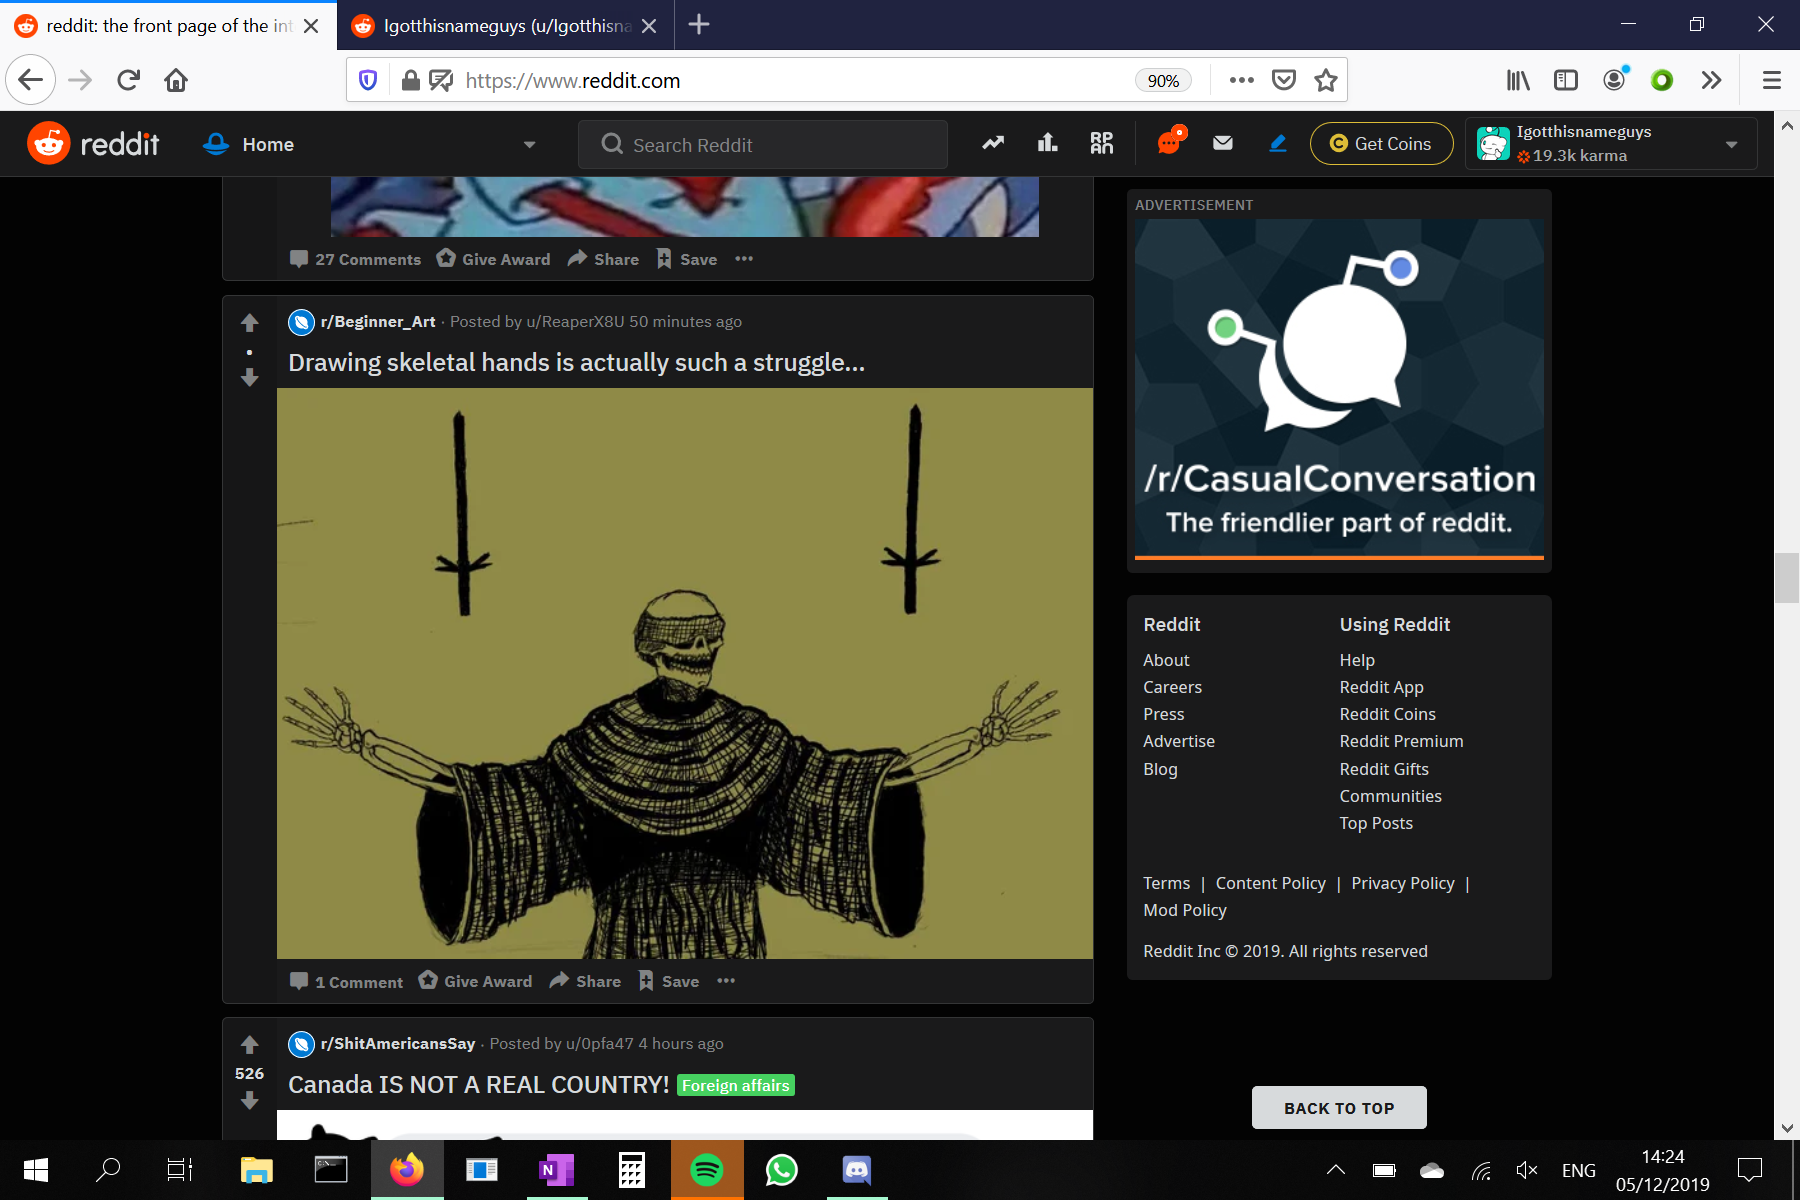 reddit: the front page of the int
Igotthisnameguys (u/Igotthisna
https://www.reddit.com
90%
reddit
Home
Search Reddit
RPAN
Get Coins
Igotthisnameguys
19.3k karma
27 Comments Give Award Share Save
r/Beginner_Art · Posted by u/ReaperX8U 50 minutes ago
Drawing skeletal hands is actually such a struggle...
1 Comment Give Award Share Save
r/ShitAmericansSay · Posted by u/0pfa47 4 hours ago
526
Canada IS NOT A REAL COUNTRY! Foreign affairs
ADVERTISEMENT
/r/CasualConversation
The friendlier part of reddit.
Reddit
About
Careers
Press
Advertise
Blog
Using Reddit
Help
Reddit App
Reddit Coins
Reddit Premium
Reddit Gifts
Communities
Top Posts
Terms | Content Policy | Privacy Policy |
Mod Policy
Reddit Inc © 2019. All rights reserved
BACK TO TOP
ENG
14:24
05/12/2019